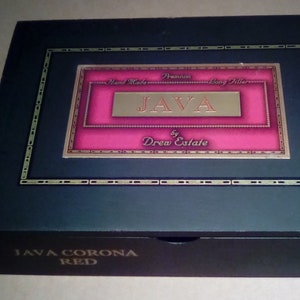 Premium
Hand Made Long Filler
JAVA
by
Drew Estate
JAVA CORONA
RED